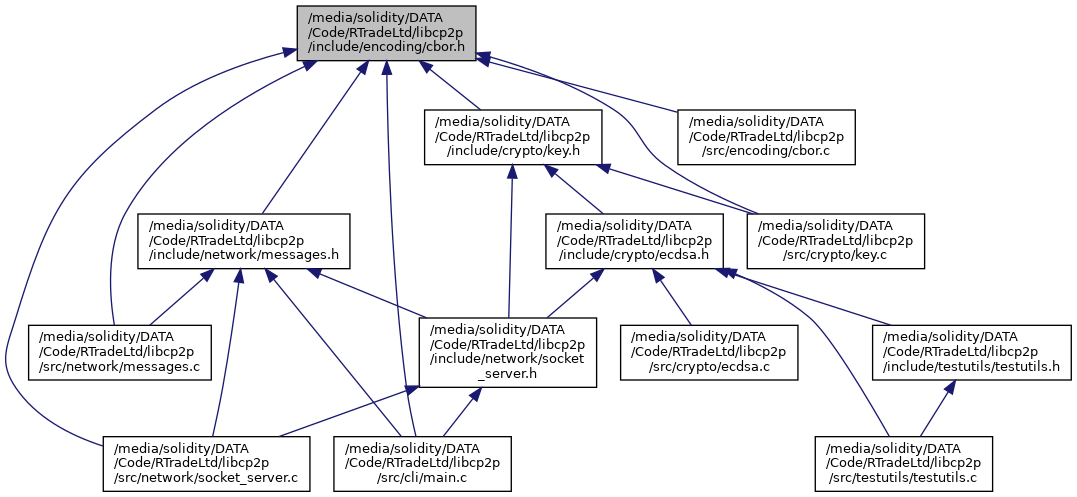 /media/solidity/DATA
/Code/RTradeLtd/libcp2p
/include/encoding/cbor.h
/media/solidity/DATA
/Code/RTradeLtd/libcp2p
/include/crypto/key.h
/media/solidity/DATA
/Code/RTradeLtd/libcp2p
/src/encoding/cbor.c
/media/solidity/DATA
/Code/RTradeLtd/libcp2p
/include/network/messages.h
/media/solidity/DATA
/Code/RTradeLtd/libcp2p
/include/crypto/ecdsa.h
/media/solidity/DATA
/Code/RTradeLtd/libcp2p
/src/crypto/key.c
/media/solidity/DATA
/Code/RTradeLtd/libcp2p
/src/network/messages.c
/media/solidity/DATA
/Code/RTradeLtd/libcp2p
/include/network/socket
_server.h
/media/solidity/DATA
/Code/RTradeLtd/libcp2p
/src/crypto/ecdsa.c
/media/solidity/DATA
/Code/RTradeLtd/libcp2p
/include/testutils/testutils.h
/media/solidity/DATA
/Code/RTradeLtd/libcp2p
/src/network/socket_server.c
/media/solidity/DATA
/Code/RTradeLtd/libcp2p
/src/cli/main.c
/media/solidity/DATA
/Code/RTradeLtd/libcp2p
/src/testutils/testutils.c